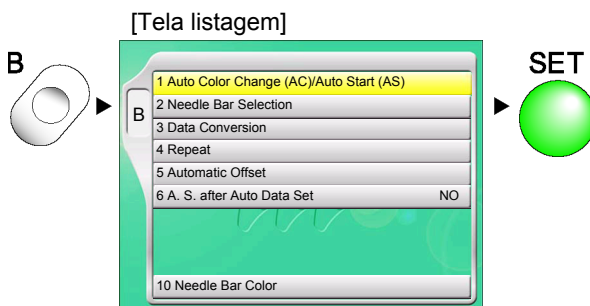 [Tela listagem]
B
SET
B
1 Auto Color Change (AC)/Auto Start (AS)
2 Needle Bar Selection
3 Data Conversion
4 Repeat
5 Automatic Offset
6 A. S. after Auto Data Set NO
10 Needle Bar Color